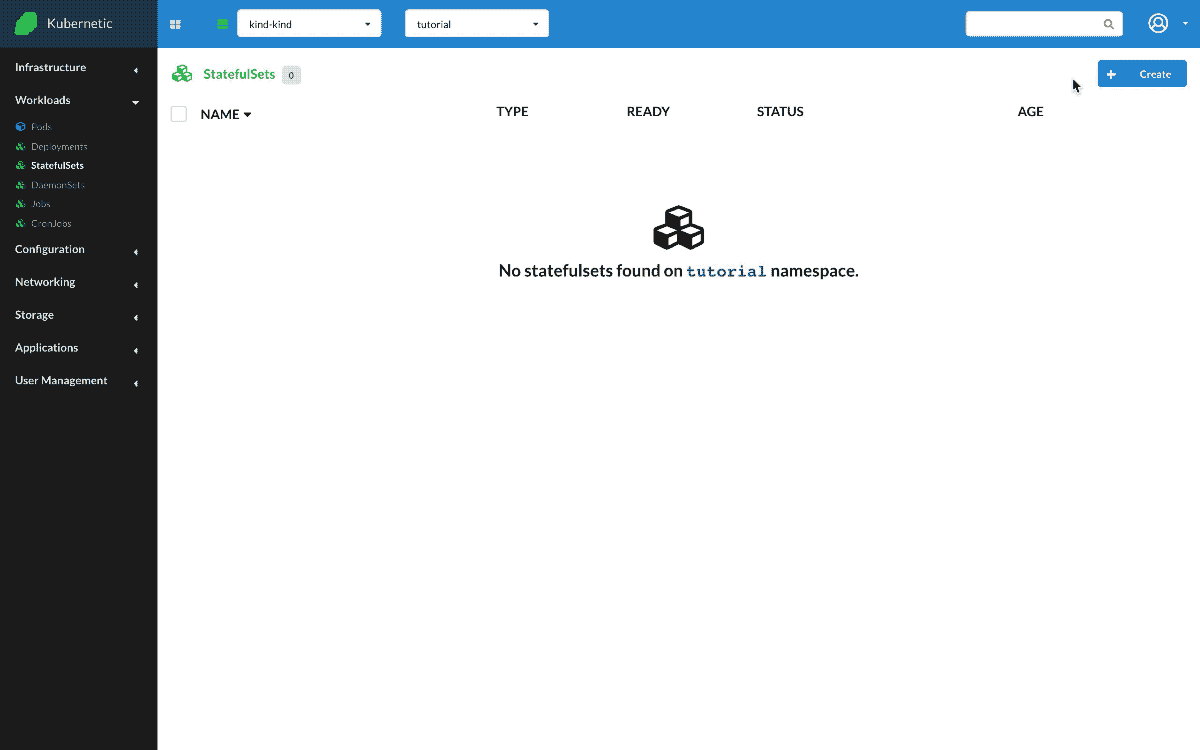 Kubernetic
kind-kind
tutorial
Infrastructure
Workloads
Pods
Deployments
StatefulSets
DaemonSets
Jobs
CronJobs
Configuration
Networking
Storage
Applications
User Management
StatefulSets 0
Create
NAME TYPE READY STATUS AGE
No statefulsets found on tutorial namespace.